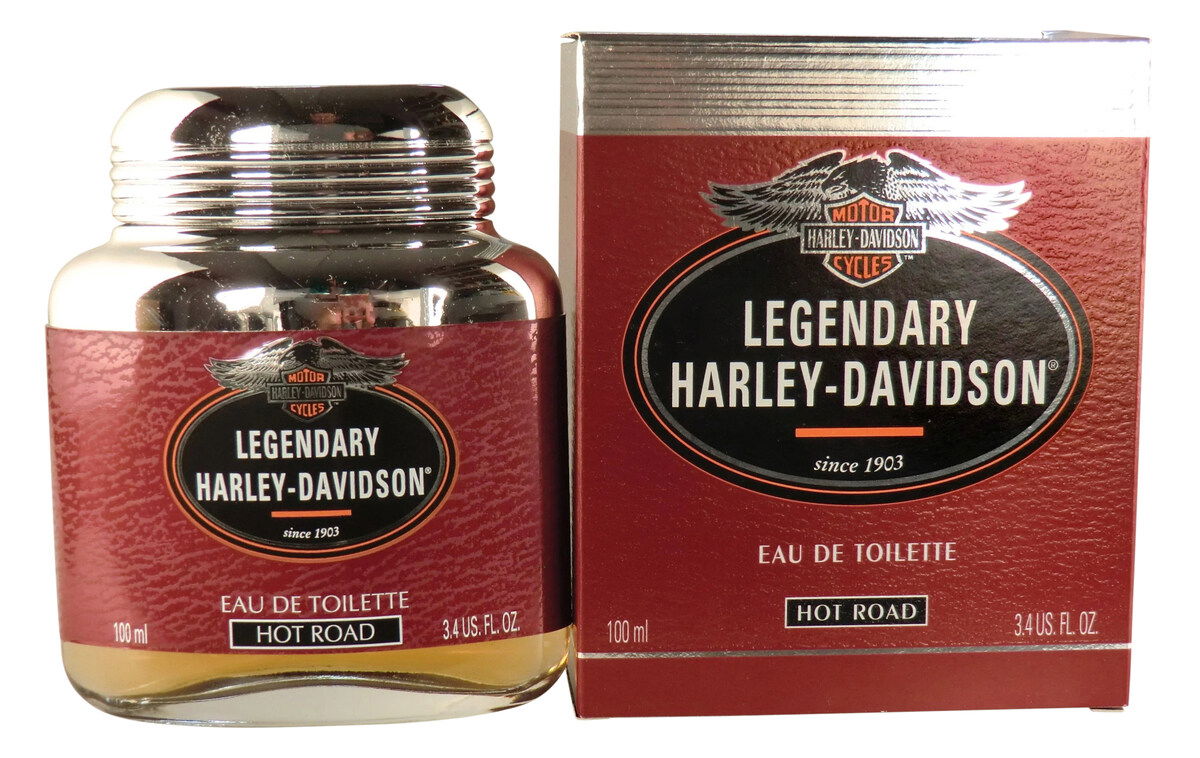 MOTOR
HARLEY-DAVIDSON
CYCLES
LEGENDARY
HARLEY-DAVIDSON®
since 1903
EAU DE TOILETTE
HOT ROAD
100 ml
3.4 US. FL. OZ.
MOTOR
HARLEY-DAVIDSON
CYCLES™
LEGENDARY
HARLEY-DAVIDSON®
since 1903
EAU DE TOILETTE
HOT ROAD
100 ml
3.4 US. FL. OZ.